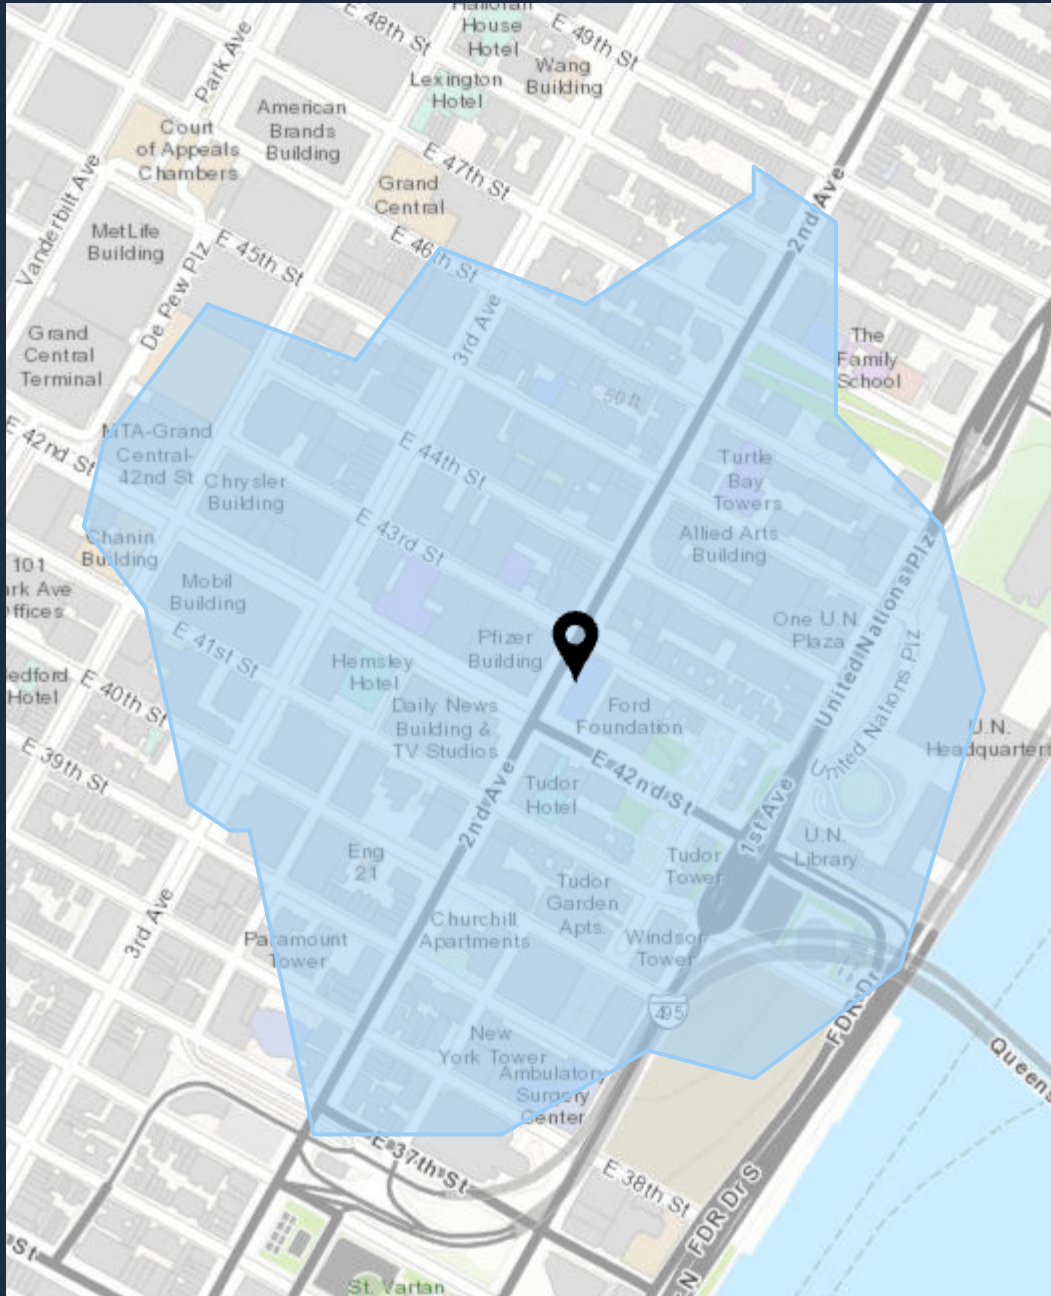 Halloran
House
Hotel
E 48th St
E 49th St
Park Ave
Wang
Building
Lexington
Hotel
American
Brands
Building
Court
of Appeals
Chambers
E 47th St
Vanderbilt Ave
Grand
Central
2nd Ave
MetLife
Building
E 45th St
E 46th St
De Pew Plz
3rd Ave
Grand
Central
Terminal
The
Family
School
50 ft
E 42nd St
MTA-Grand
Central-
42nd St
E 44th St
Chrysler
Building
Turtle
Bay
Towers
Chanin
Building
E 43rd St
Allied Arts
Building
101
ark Ave
ffices
Mobil
Building
United Nations Plz
One U.N.
Plaza
E 41st St
Pfizer
Building
Hemsley
Hotel
edford
Hotel
E 40th St
Daily News
Building &
TV Studios
Ford
Foundation
United Nations Plz
U.N.
Headquarters
E 39th St
E 42nd St
Tudor
Hotel
2nd Ave
1st Ave
Eng
21
Tudor
Tower
U.N.
Library
Tudor
Garden
Apts.
3rd Ave
Paramount
Tower
Churchill
Apartments
Windsor
Tower
495
FDR Dr
New
York Tower
Ambulatory
Surgery
Center
Queens
E 37th St
E 38th St
FDR Dr S
St
N
St. Vartan